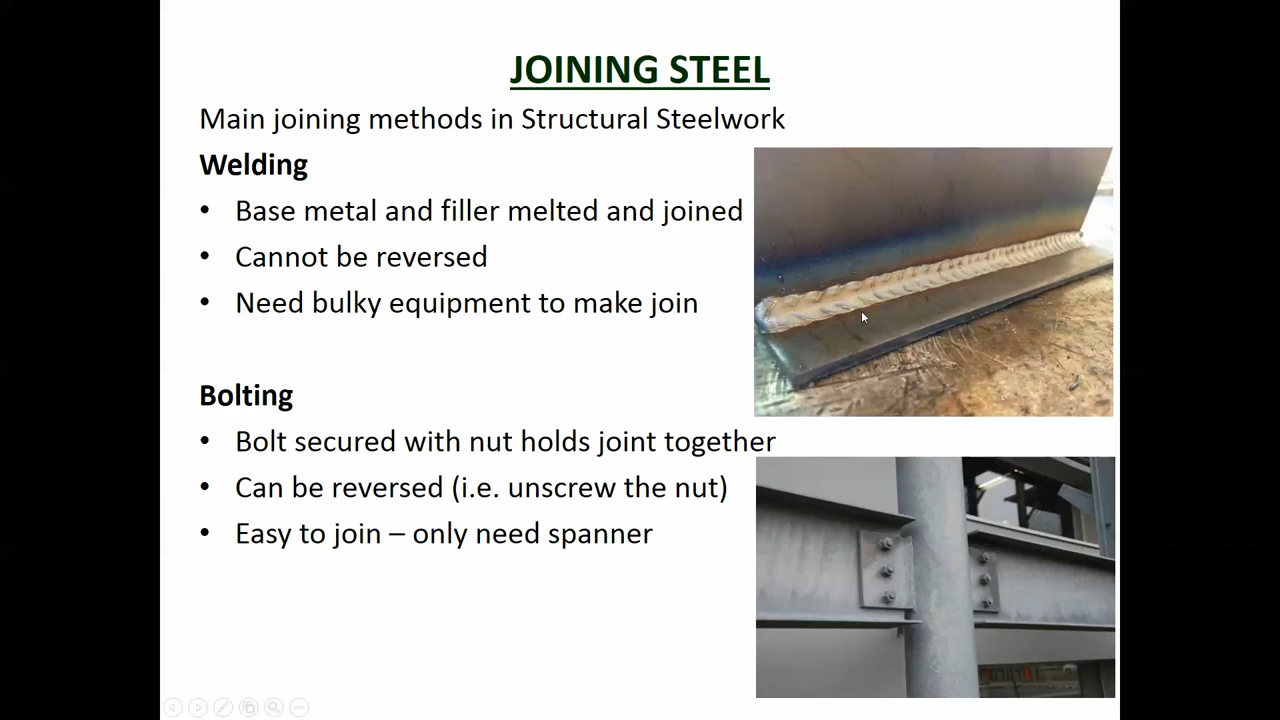 JOINING STEEL
Main joining methods in Structural Steelwork
Welding
• Base metal and filler melted and joined
• Cannot be reversed
• Need bulky equipment to make join
Bolting
• Bolt secured with nut holds joint together
• Can be reversed (i.e. unscrew the nut)
• Easy to join – only need spanner